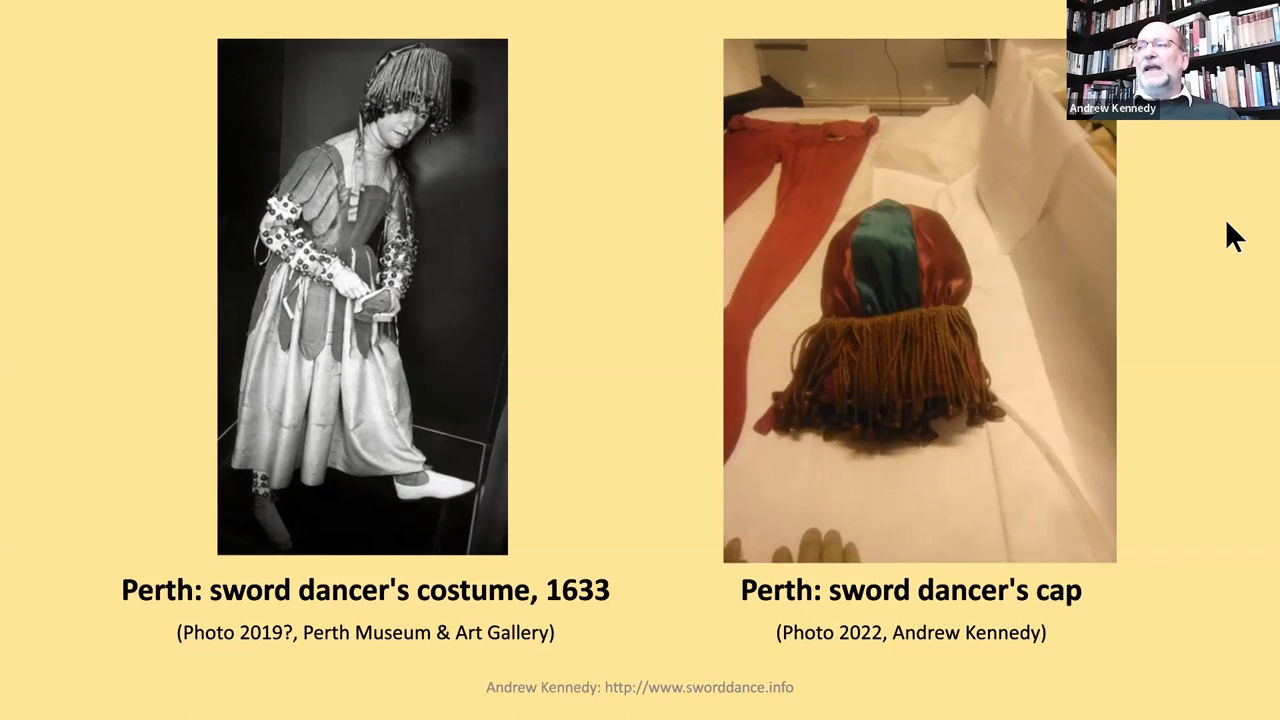 Andrew Kennedy
Perth: sword dancer's costume, 1633
(Photo 2019?, Perth Museum & Art Gallery)
Perth: sword dancer's cap
(Photo 2022, Andrew Kennedy)
Andrew Kennedy: http://www.sworddance.info